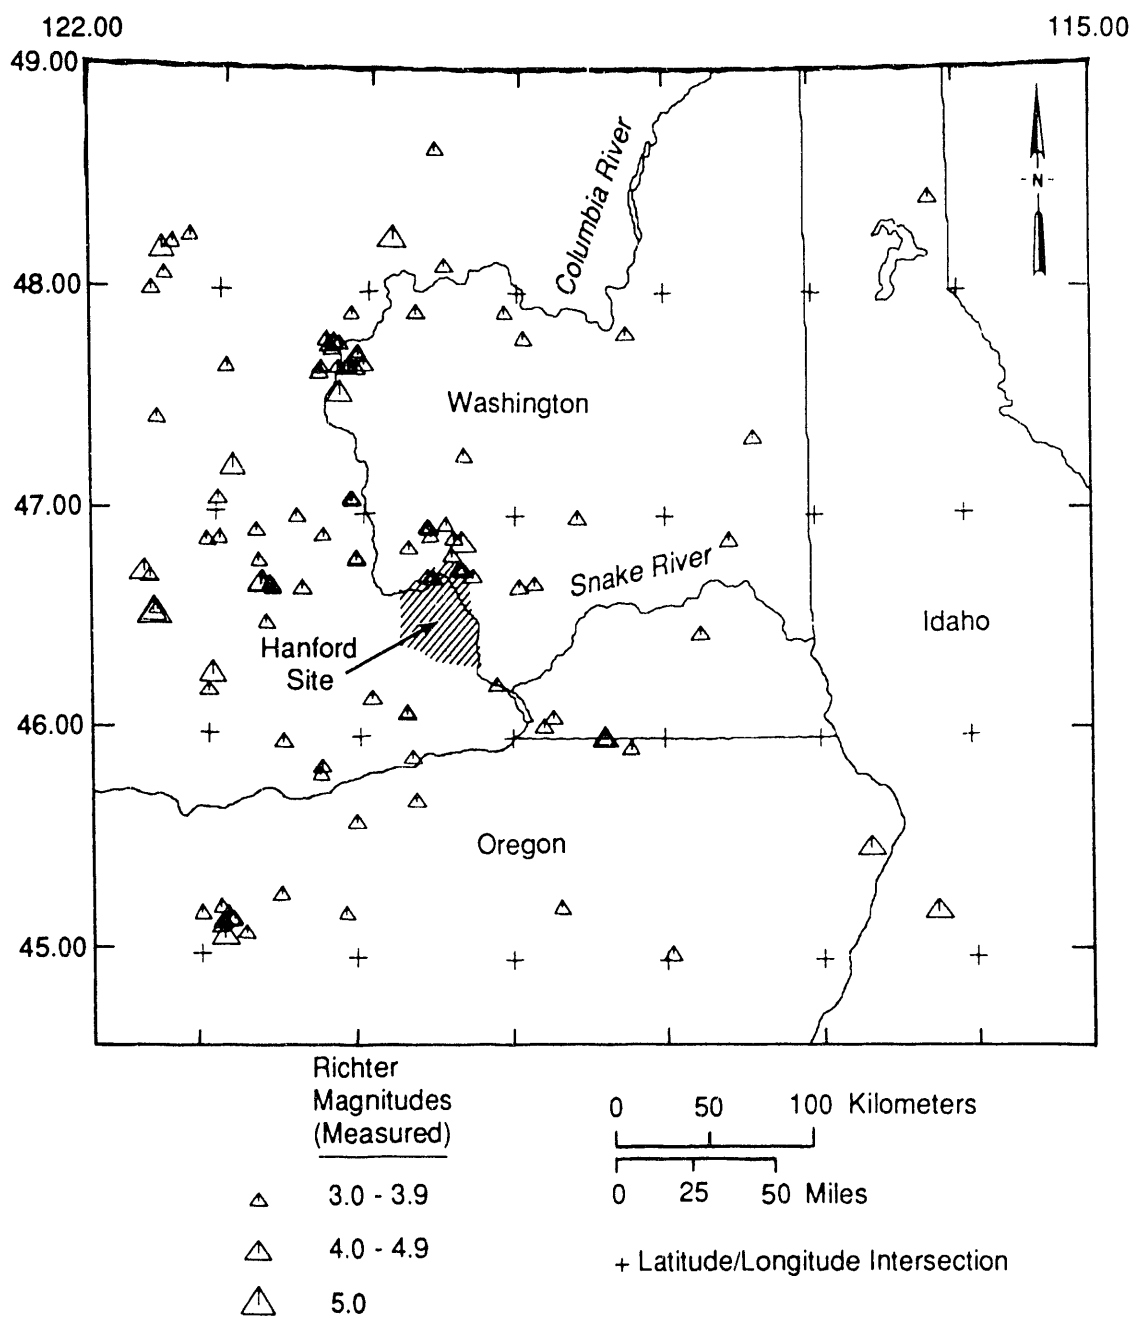 122.00
115.00
49.00
Columbia River
- N -
48.00
Washington
47.00
Snake River
Idaho
Hanford
Site
46.00
Oregon
45.00
Richter
Magnitudes
(Measured)
3.0 - 3.9
4.0 - 4.9
5.0
0 50 100 Kilometers
0 25 50 Miles
+ Latitude/Longitude Intersection